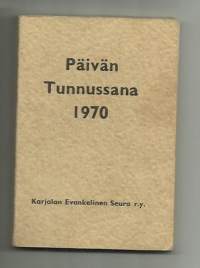 Päivän
Tunnussana
1970
Karjalan Evankelinen Seura r.y.